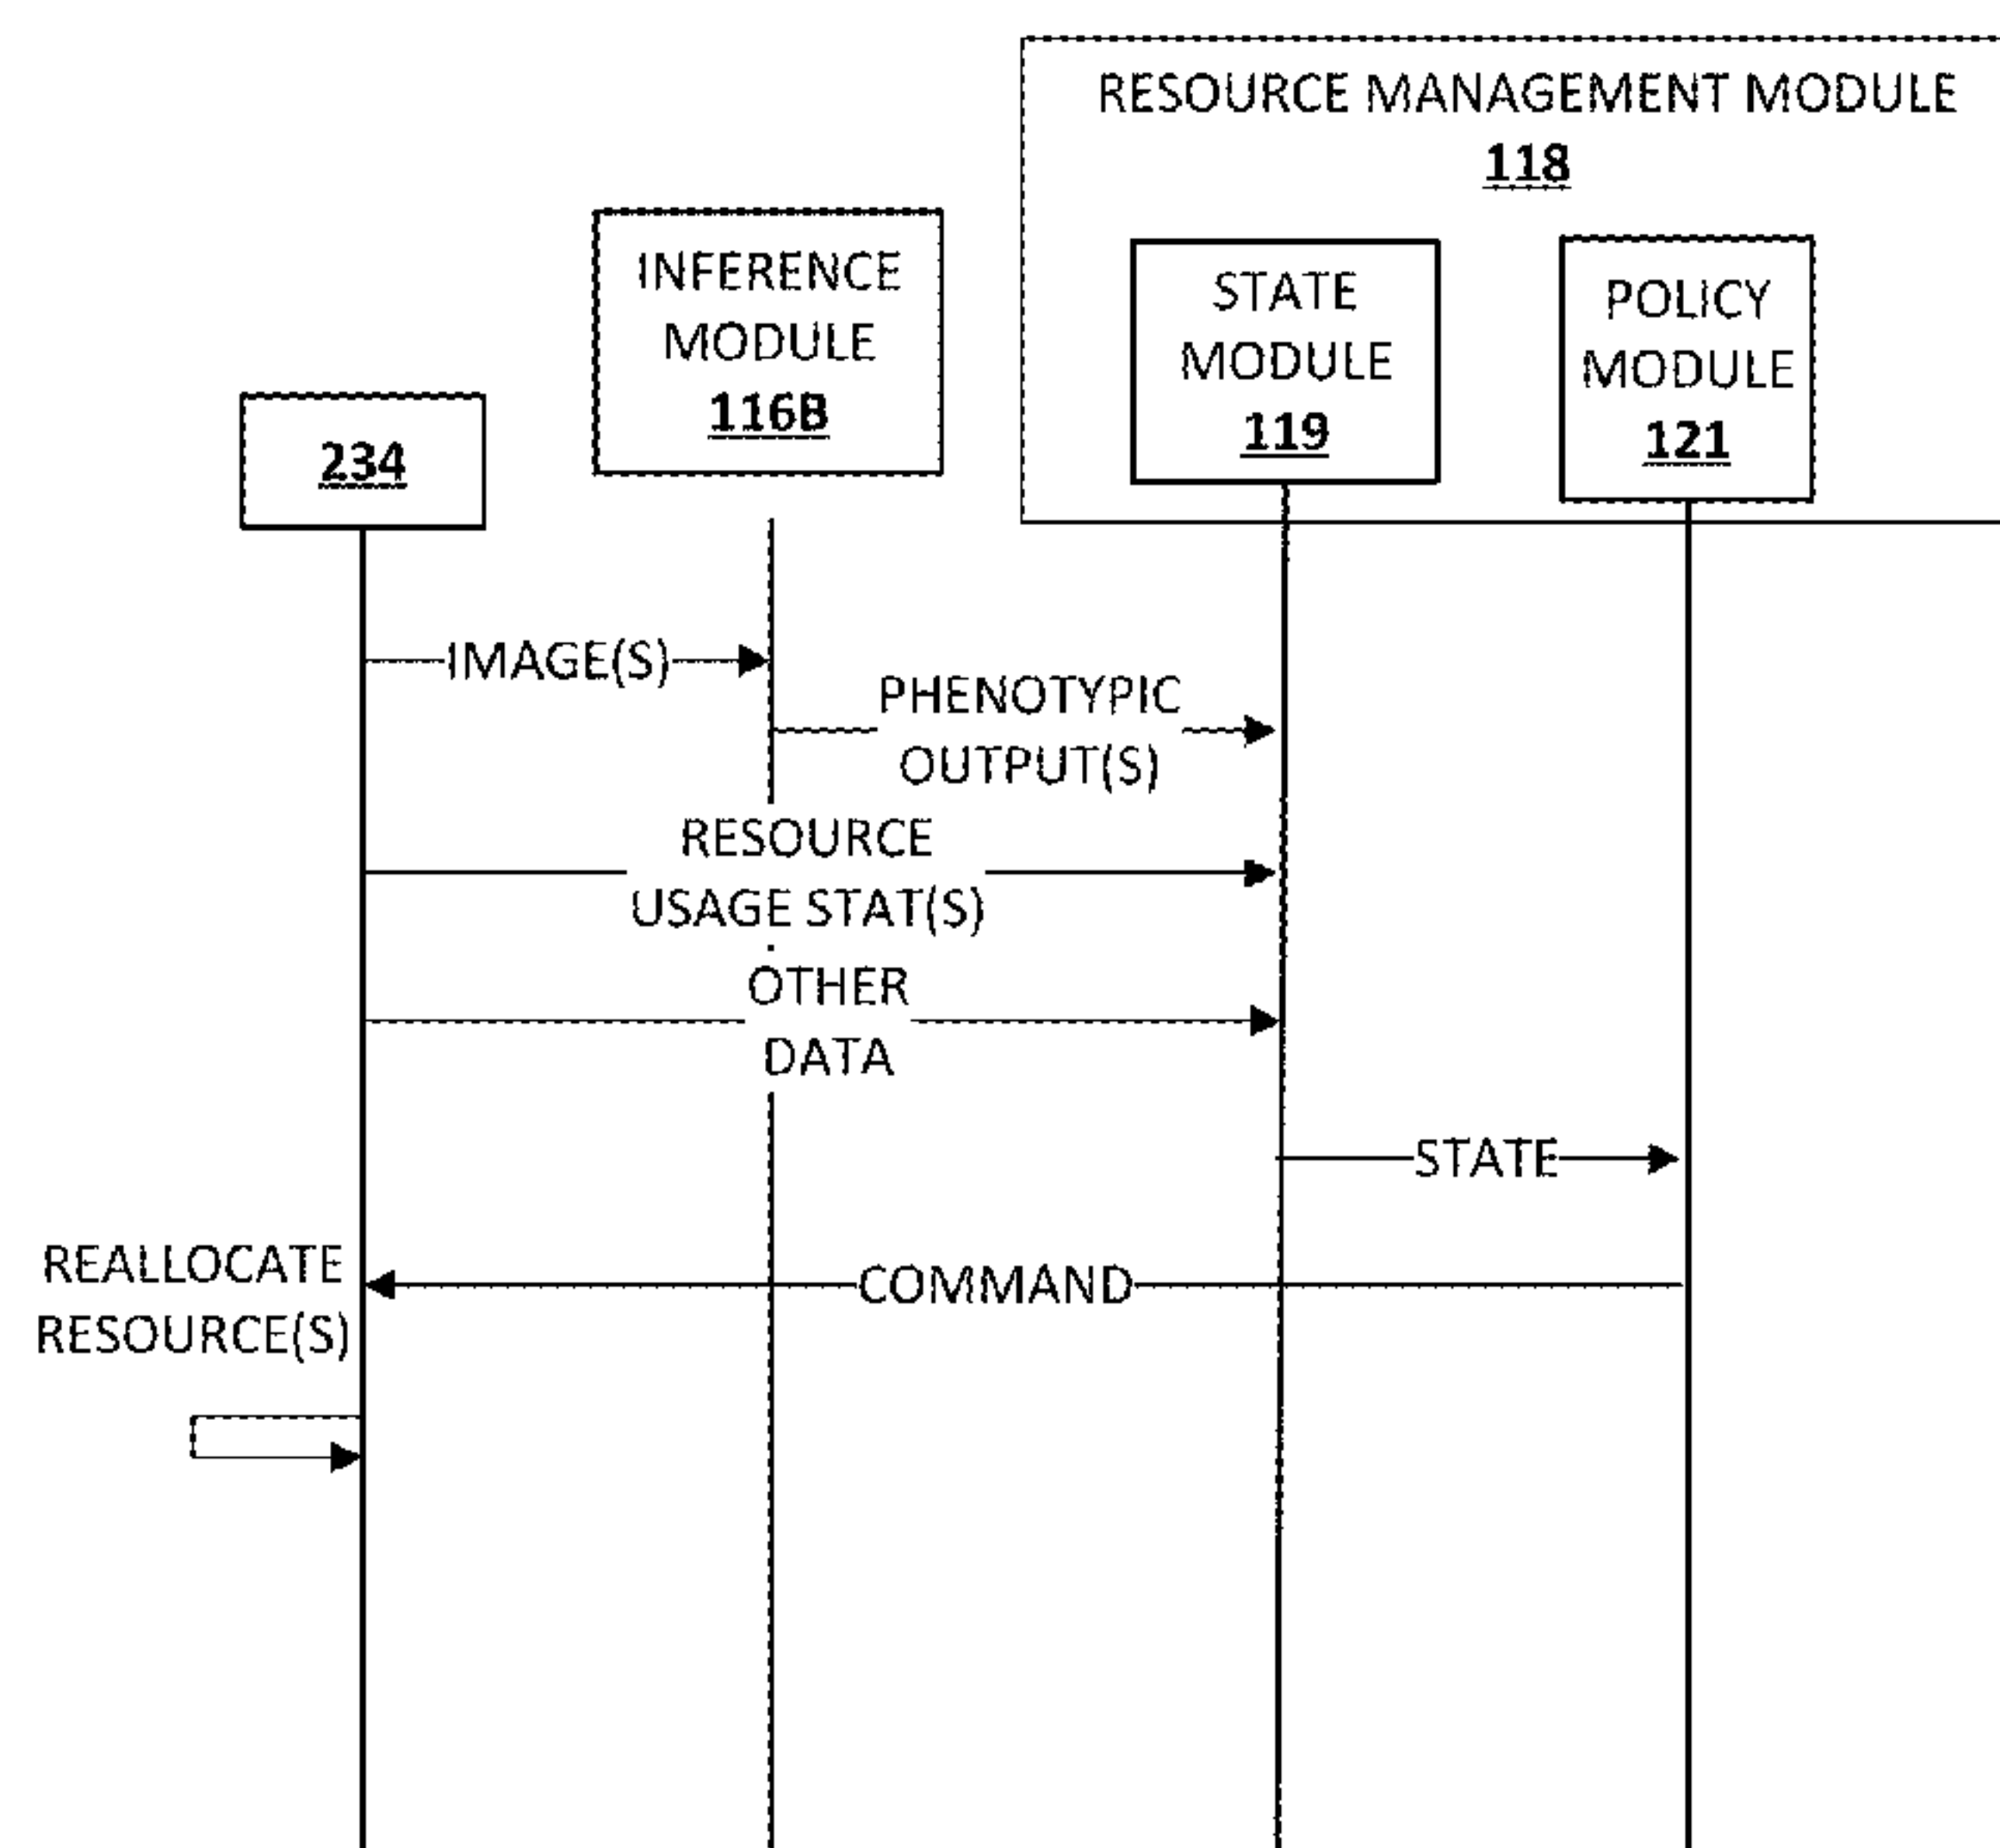 RESOURCE MANAGEMENT MODULE
118
INFERENCE
MODULE
116B
STATE
MODULE
119
POLICY
MODULE
121
234
IMAGE(S)
PHENOTYPIC
OUTPUT(S)
RESOURCE
USAGE STAT(S)
OTHER
DATA
STATE
COMMAND
REALLOCATE
RESOURCE(S)